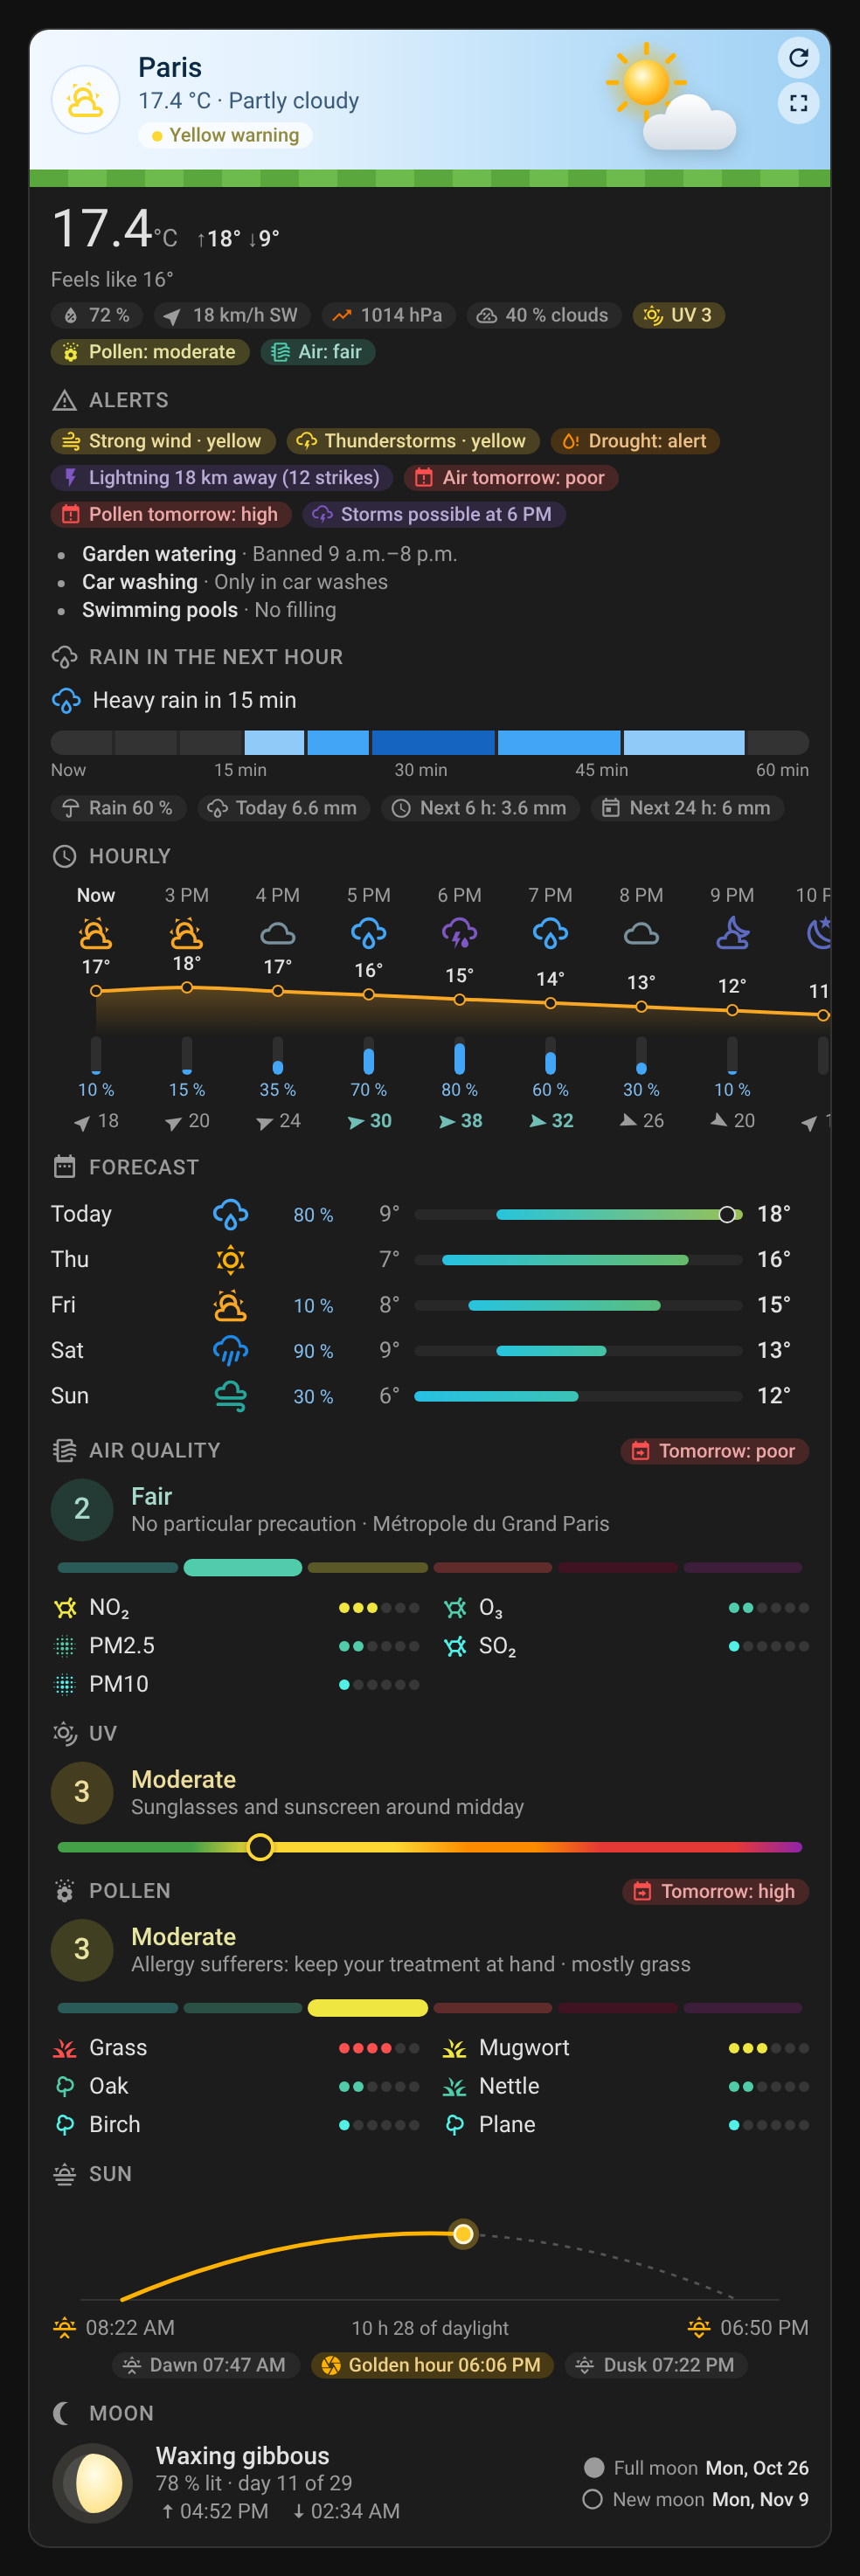 Paris
17.4 °C · Partly cloudy
Yellow warning
17.4 °C ↑18° ↓9°
Feels like 16°
72 % 18 km/h SW 1014 hPa 40 % clouds UV 3
Pollen: moderate Air: fair
ALERTS
Strong wind · yellow Thunderstorms · yellow Drought: alert
Lightning 18 km away (12 strikes) Air tomorrow: poor
Pollen tomorrow: high Storms possible at 6 PM
• Garden watering · Banned 9 a.m.–8 p.m.
• Car washing · Only in car washes
• Swimming pools · No filling
RAIN IN THE NEXT HOUR
Heavy rain in 15 min
Now 15 min 30 min 45 min 60 min
Rain 60 % Today 6.6 mm Next 6 h: 3.6 mm Next 24 h: 6 mm
HOURLY
Now 3 PM 4 PM 5 PM 6 PM 7 PM 8 PM 9 PM 10 P
17° 18° 17° 16° 15° 14° 13° 12° 11
10 % 15 % 35 % 70 % 80 % 60 % 30 % 10 %
18 20 24 30 38 32 26 20 1
FORECAST
Today 80 % 9° 18°
Thu 7° 16°
Fri 10 % 8° 15°
Sat 90 % 9° 13°
Sun 30 % 6° 12°
AIR QUALITY Tomorrow: poor
2 Fair
No particular precaution · Métropole du Grand Paris
NO₂ O₃
PM2.5 SO₂
PM10
UV
3 Moderate
Sunglasses and sunscreen around midday
POLLEN Tomorrow: high
3 Moderate
Allergy sufferers: keep your treatment at hand · mostly grass
Grass Mugwort
Oak Nettle
Birch Plane
SUN
08:22 AM 10 h 28 of daylight 06:50 PM
Dawn 07:47 AM Golden hour 06:06 PM Dusk 07:22 PM
MOON
Waxing gibbous
78 % lit · day 11 of 29
↑ 04:52 PM ↓ 02:34 AM
Full moon Mon, Oct 26
New moon Mon, Nov 9